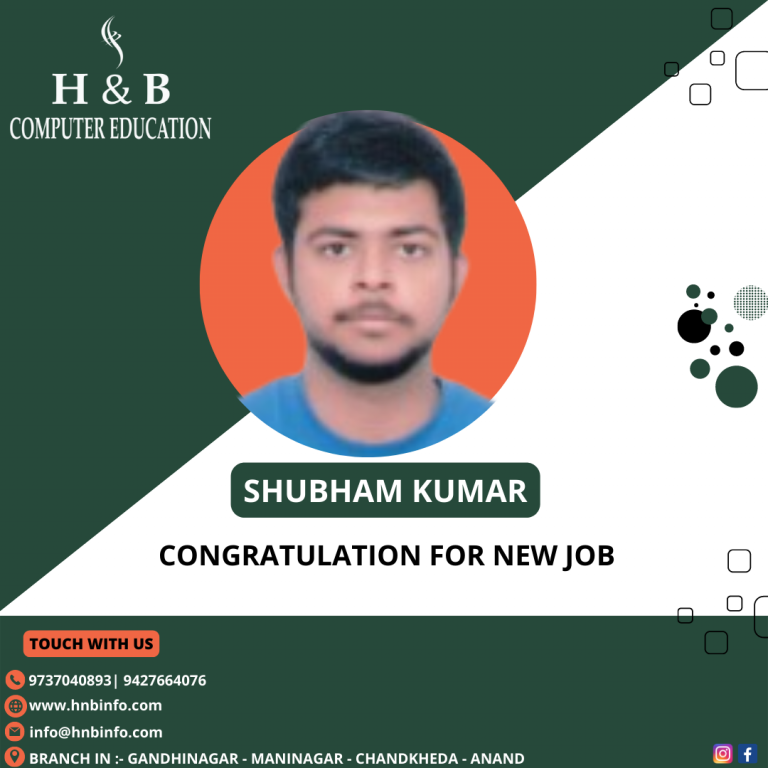 H & B
COMPUTER EDUCATION
SHUBHAM KUMAR
CONGRATULATION FOR NEW JOB
TOUCH WITH US
9737040893| 9427664076
www.hnbinfo.com
info@hnbinfo.com
BRANCH IN :- GANDHINAGAR - MANINAGAR - CHANDKHEDA - ANAND